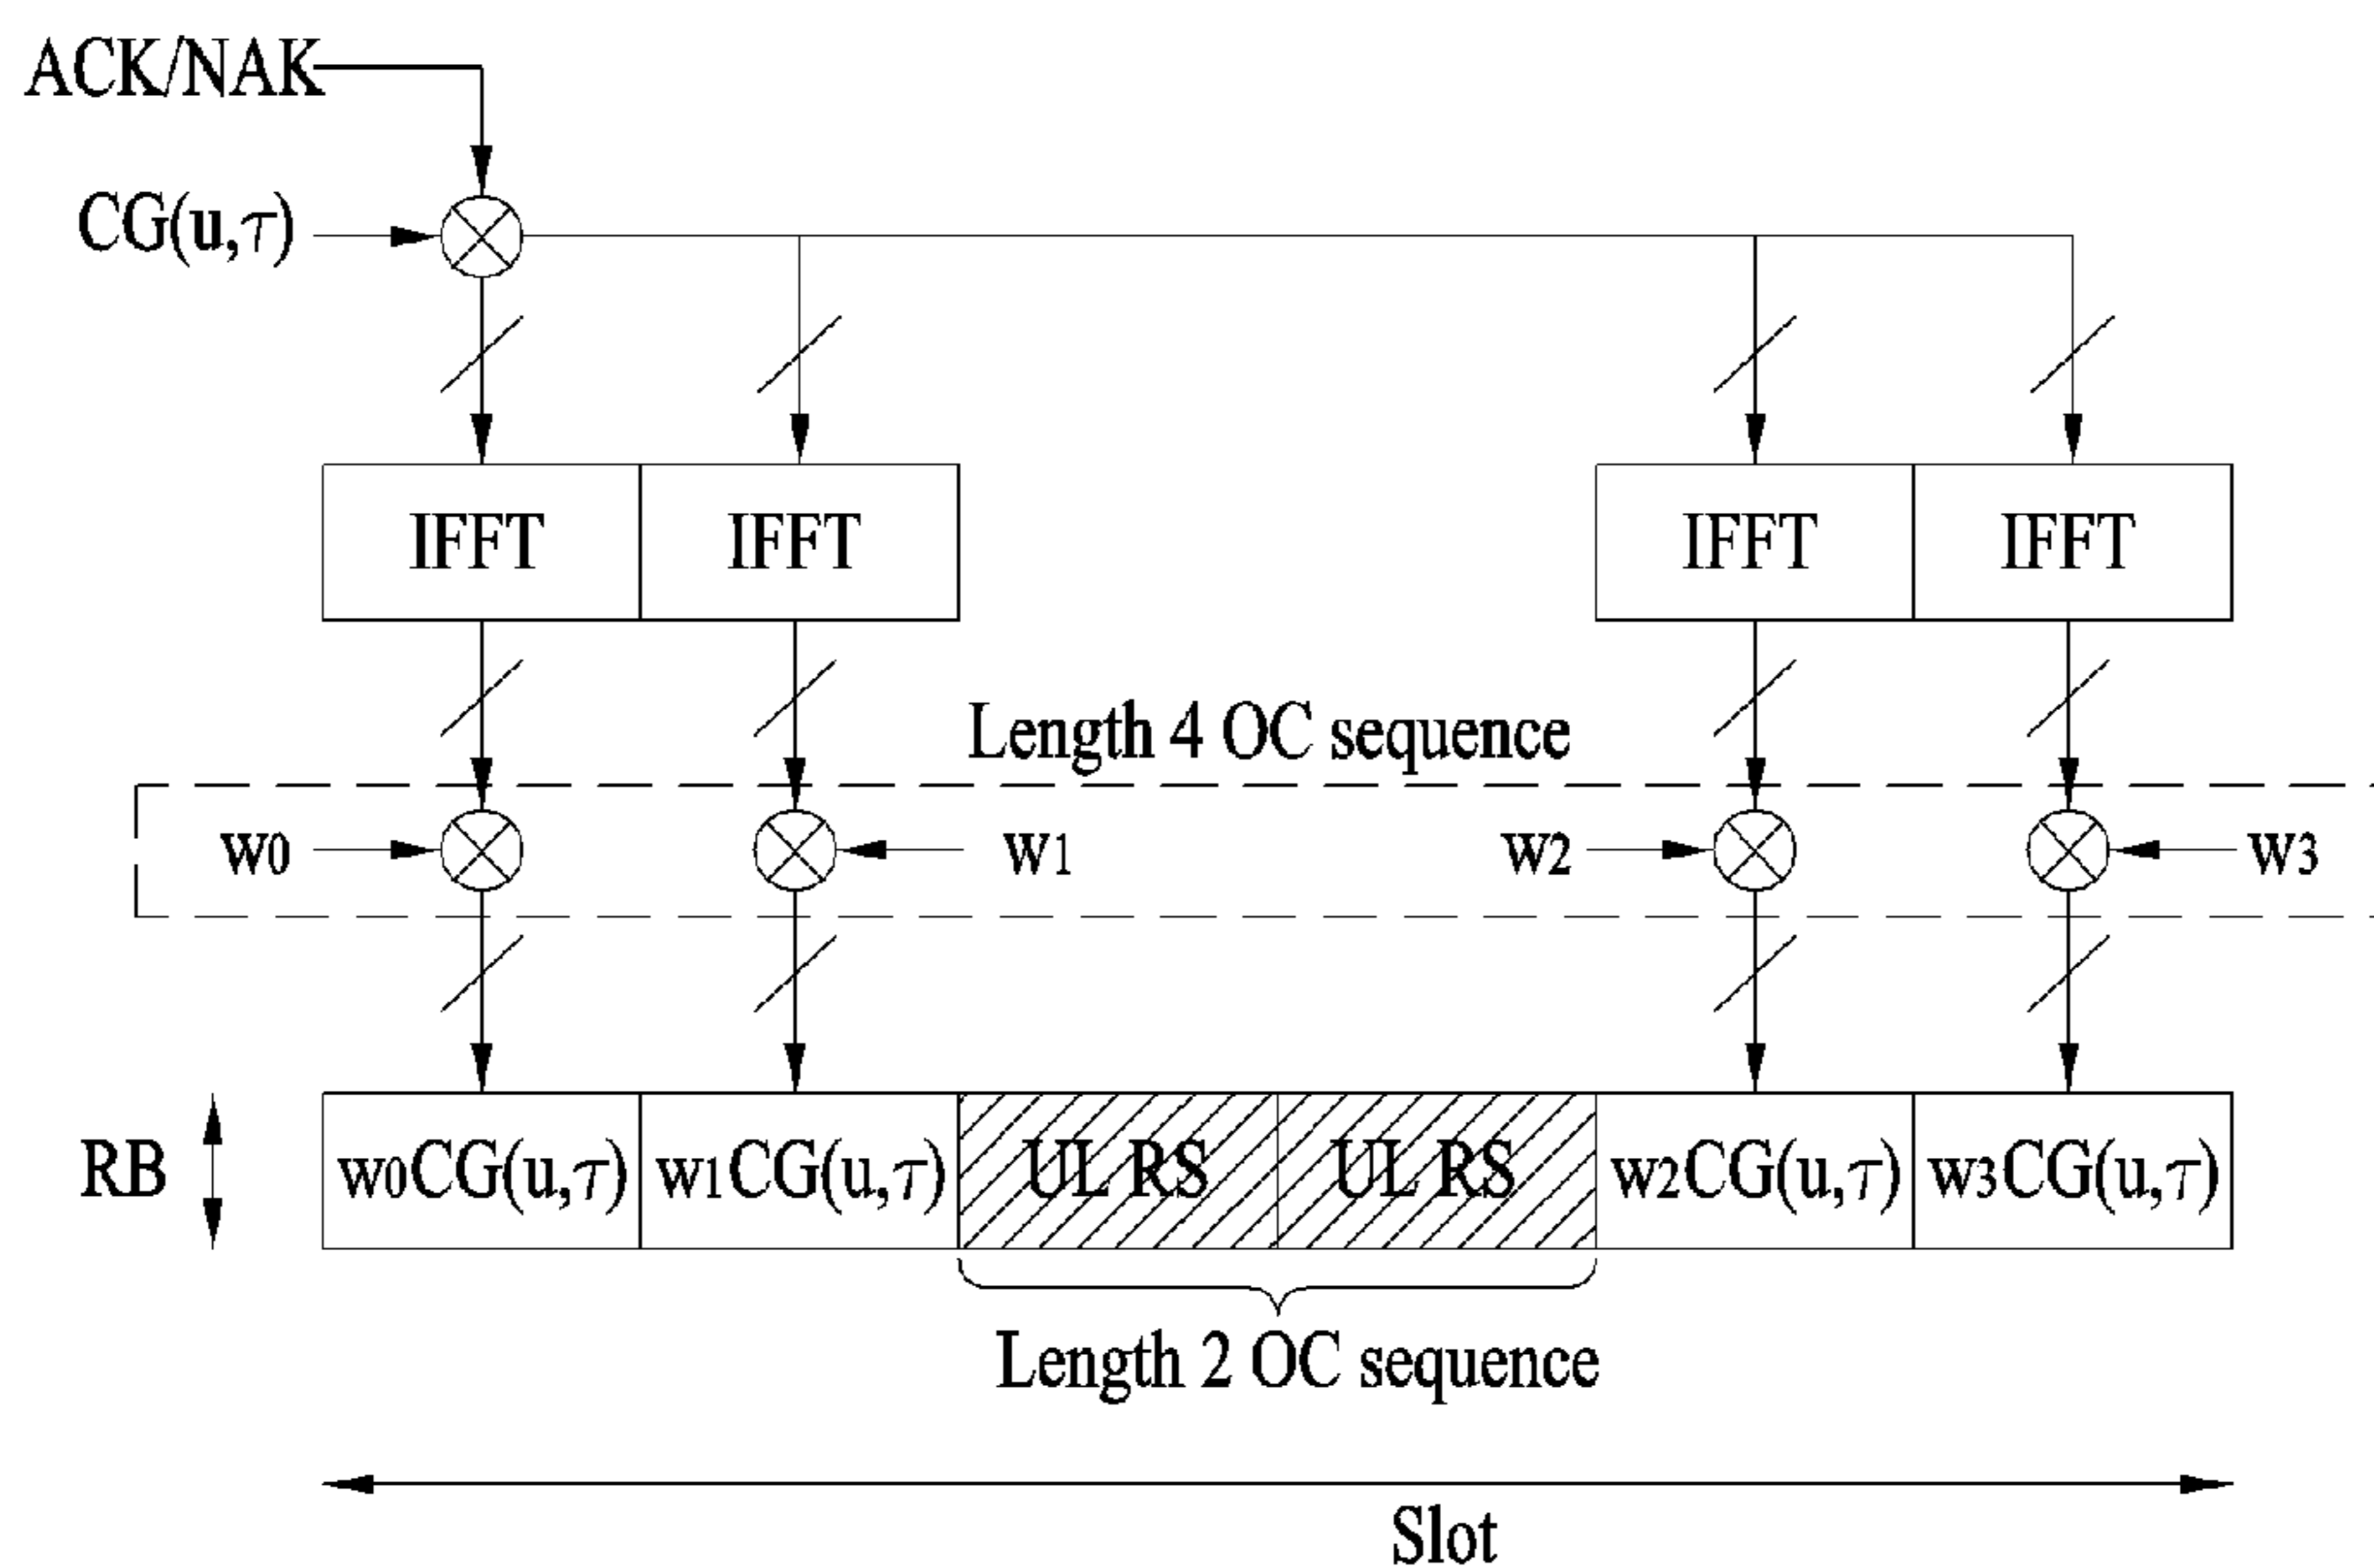 ACK/NAK
CG(u,τ)
IFFT IFFT IFFT IFFT
Length 4 OC sequence
w0 w1 w2 w3
RB w0CG(u,τ) w1CG(u,τ) UL RS UL RS w2CG(u,τ) w3CG(u,τ)
Length 2 OC sequence
Slot